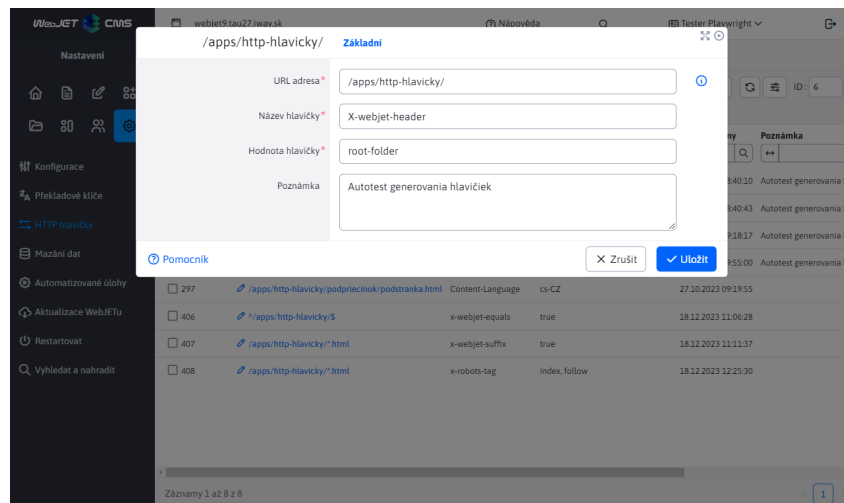 WebJET CMS
webjet9.tau27.iway.sk
Nápověda
Tester Playwright
Nastavení
/apps/http-hlavicky/
Základní
URL adresa*
/apps/http-hlavicky/
Název hlavičky*
X-webjet-header
Hodnota hlavičky*
root-folder
Poznámka
Autotest generovania hlavičiek
Pomocník
Zrušit
Uložit
ID: 6
ny
Poznámka
3:40:10 Autotest generovania
3:40:43 Autotest generovania
9:18:17 Autotest generovania
9:55:00 Autotest generovania
Konfigurace
Překladové klíče
HTTP hlavičky
Mazání dat
Automatizované úlohy
Aktualizace WebJETu
Restartovat
Vyhledat a nahradit
297 /apps/http-hlavicky/podpriecinok/podstranka.html Content-Language cs-CZ 27.10.2023 09:19:55
406 ^/apps/http-hlavicky/$ x-webjet-equals true 18.12.2023 11:06:28
407 /apps/http-hlavicky/*.html x-webjet-suffix true 18.12.2023 11:11:37
408 /apps/http-hlavicky/*.html x-robots-tag index, follow 18.12.2023 12:25:30
Záznamy 1 až 8 z 8
1